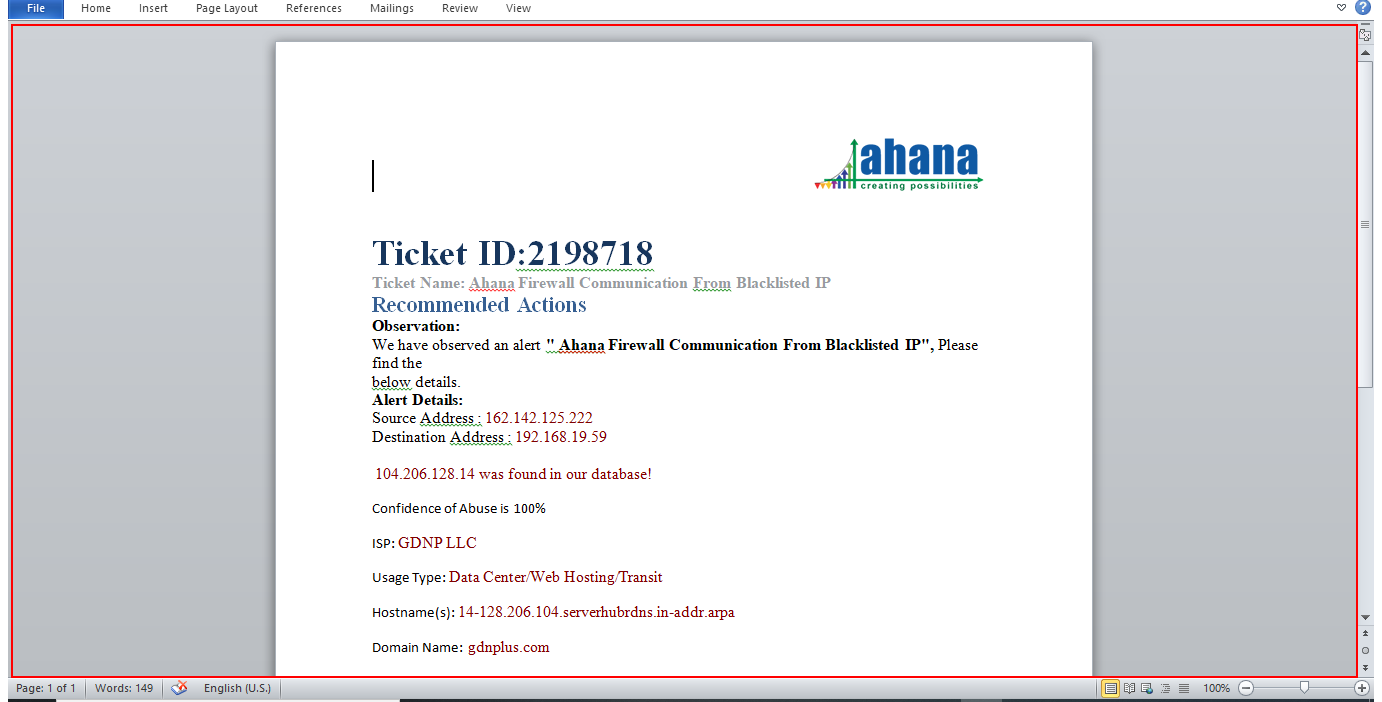 File Home Insert Page Layout References Mailings Review View
ahana
creating possibilities
Ticket ID:2198718
Ticket Name: Ahana Firewall Communication From Blacklisted IP
Recommended Actions
Observation:
We have observed an alert " Ahana Firewall Communication From Blacklisted IP", Please
find the
below details.
Alert Details:
Source Address : 162.142.125.222
Destination Address : 192.168.19.59
104.206.128.14 was found in our database!
Confidence of Abuse is 100%
ISP: GDNP LLC
Usage Type: Data Center/Web Hosting/Transit
Hostname(s): 14-128.206.104.serverhubrdns.in-addr.arpa
Domain Name: gdnplus.com
Page: 1 of 1 Words: 149 English (U.S.) 100%